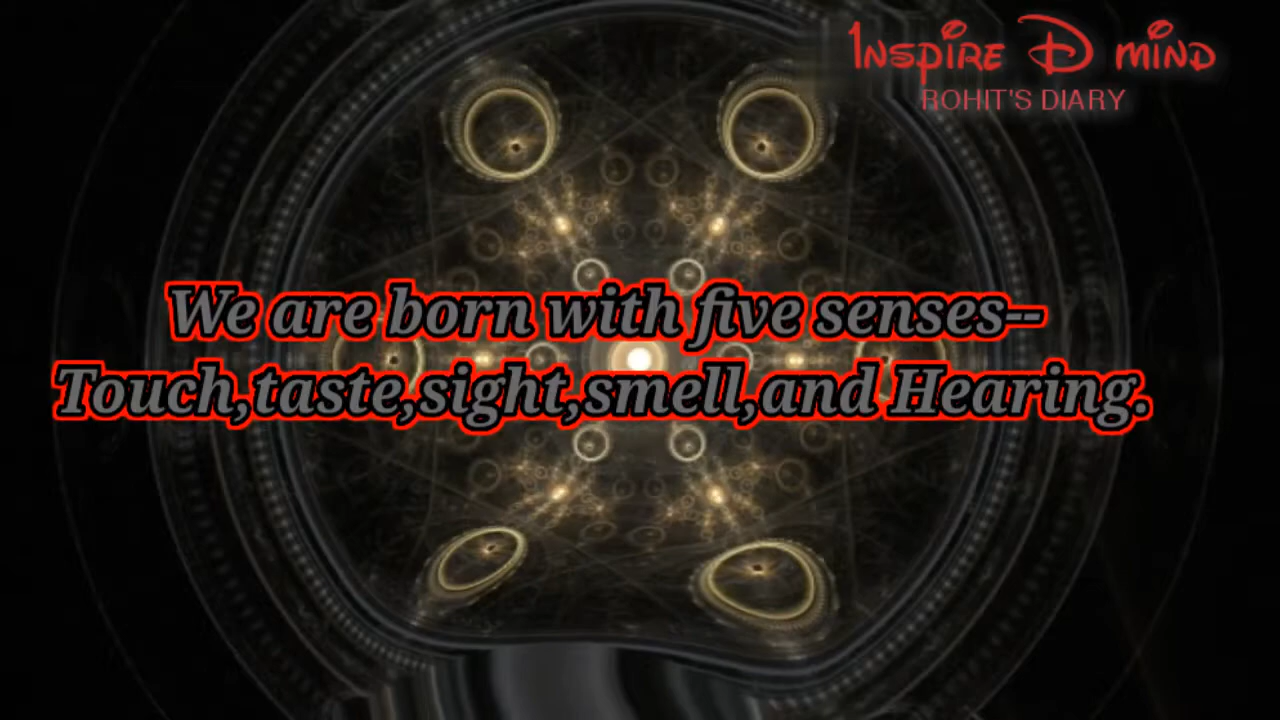 Inspire D mind
ROHIT'S DIARY
We are born with five senses--
Touch,taste,sight,smell,and Hearing.